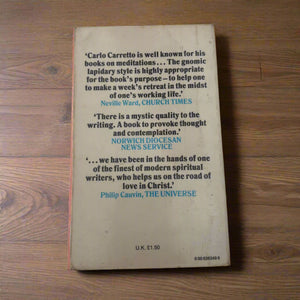 ‘Carlo Carretto is well known for his
books on meditations... The gnomic
lapidary style is highly appropriate
for the book's purpose – to help one
to make a week's retreat in the midst
of one's working life.’
Neville Ward, CHURCH TIMES
‘There is a mystic quality to the
writing. A book to provoke thought
and contemplation.’
NORWICH DIOCESAN
NEWS SERVICE
‘... we have been in the hands of one
of the finest of modern spiritual
writers, who helps us on the road
of love in Christ.’
Philip Cauvin, THE UNIVERSE
U.K. £1.50